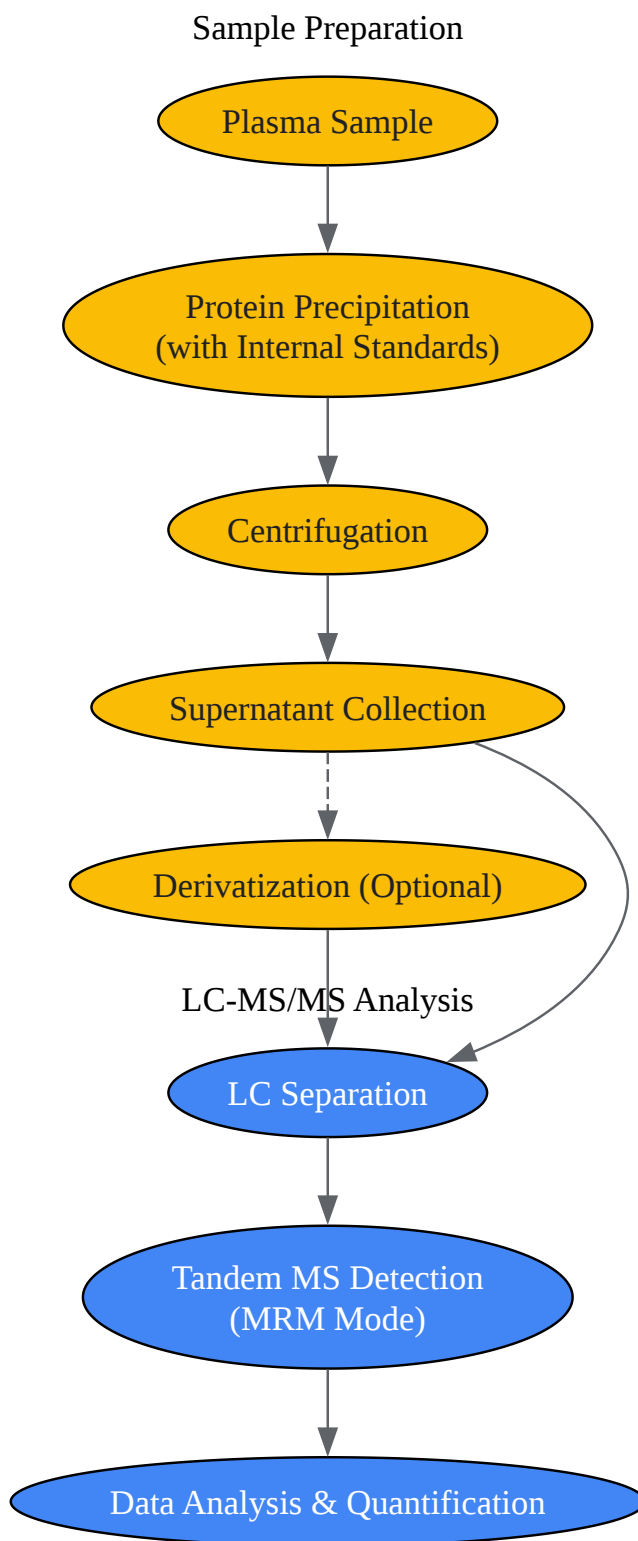 Sample Preparation
Plasma Sample
Protein Precipitation
(with Internal Standards)
Centrifugation
Supernatant Collection
Derivatization (Optional)
LC-MS/MS Analysis
LC Separation
Tandem MS Detection
(MRM Mode)
Data Analysis & Quantification